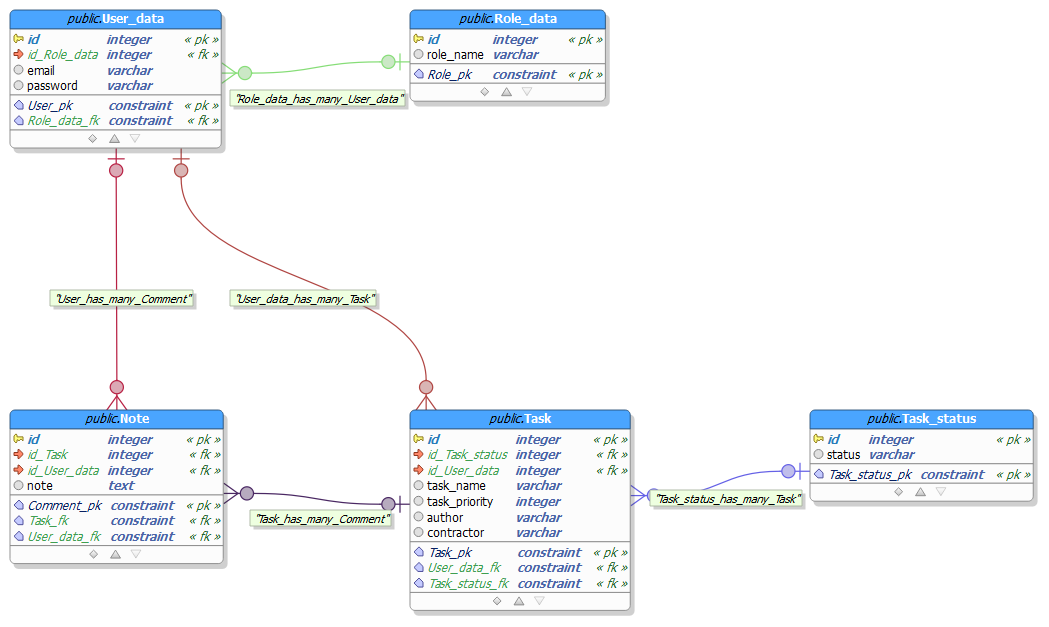 public.User_data
id integer « pk »
id_Role_data integer « fk »
email varchar
password varchar
User_pk constraint « pk »
Role_data_fk constraint « fk »
public.Role_data
id integer « pk »
role_name varchar
Role_pk constraint « pk »
"Role_data_has_many_User_data"
"User_has_many_Comment"
"User_data_has_many_Task"
public.Note
id integer « pk »
id_Task integer « fk »
id_User_data integer « fk »
note text
Comment_pk constraint « pk »
Task_fk constraint « fk »
User_data_fk constraint « fk »
"Task_has_many_Comment"
public.Task
id integer « pk »
id_Task_status integer « fk »
id_User_data integer « fk »
task_name varchar
task_priority integer
author varchar
contractor varchar
Task_pk constraint « pk »
User_data_fk constraint « fk »
Task_status_fk constraint « fk »
"Task_status_has_many_Task"
public.Task_status
id integer « pk »
status varchar
Task_status_pk constraint « pk »